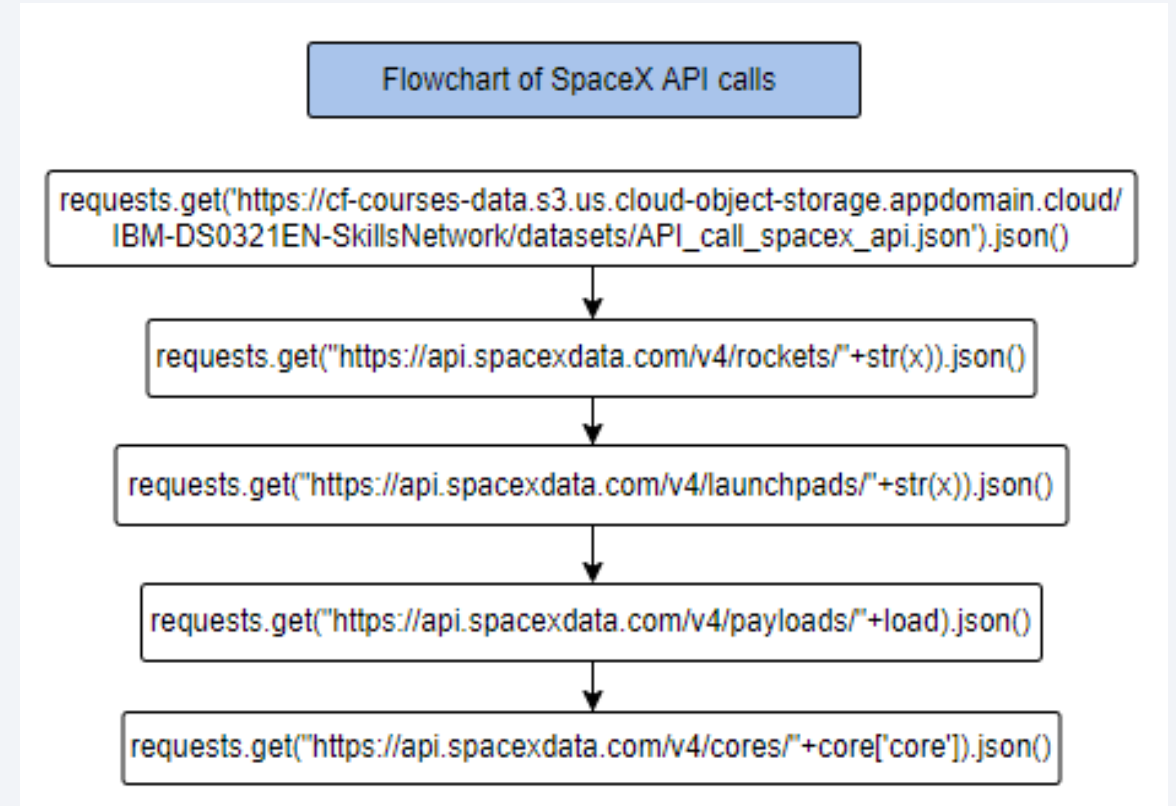 Flowchart of SpaceX API calls
requests.get('https://cf-courses-data.s3.us.cloud-object-storage.appdomain.cloud/
IBM-DS0321EN-SkillsNetwork/datasets/API_call_spacex_api.json').json()
requests.get("https://api.spacexdata.com/v4/rockets/"+str(x)).json()
requests.get("https://api.spacexdata.com/v4/launchpads/"+str(x)).json()
requests.get("https://api.spacexdata.com/v4/payloads/"+load).json()
requests.get("https://api.spacexdata.com/v4/cores/"+core['core']).json()